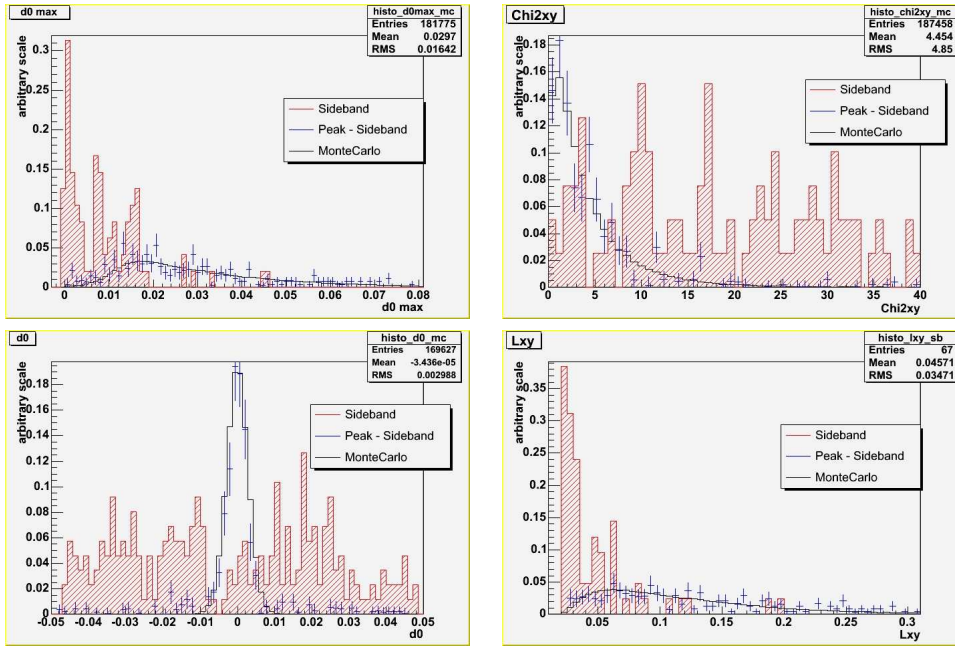 d0 max
histo_d0max_mc
Entries 181775
Mean 0.0297
RMS 0.01642
arbitrary scale
0.3
0.25
0.2
0.15
0.1
0.05
0
Sideband
Peak - Sideband
MonteCarlo
0 0.01 0.02 0.03 0.04 0.05 0.06 0.07 0.08
d0 max
Chi2xy
histo_chi2xy_mc
Entries 187458
Mean 4.454
RMS 4.85
arbitrary scale
0.18
0.16
0.14
0.12
0.1
0.08
0.06
0.04
0.02
0
Sideband
Peak - Sideband
MonteCarlo
0 5 10 15 20 25 30 35 40
Chi2xy
d0
histo_d0_mc
Entries 169627
Mean -3.436e-05
RMS 0.002988
arbitrary scale
0.18
0.16
0.14
0.12
0.1
0.08
0.06
0.04
0.02
0
Sideband
Peak - Sideband
MonteCarlo
-0.05 -0.04 -0.03 -0.02 -0.01 0 0.01 0.02 0.03 0.04 0.05
d0
Lxy
histo_lxy_sb
Entries 67
Mean 0.04571
RMS 0.03471
arbitrary scale
0.35
0.3
0.25
0.2
0.15
0.1
0.05
0
Sideband
Peak - Sideband
MonteCarlo
0.05 0.1 0.15 0.2 0.25 0.3
Lxy